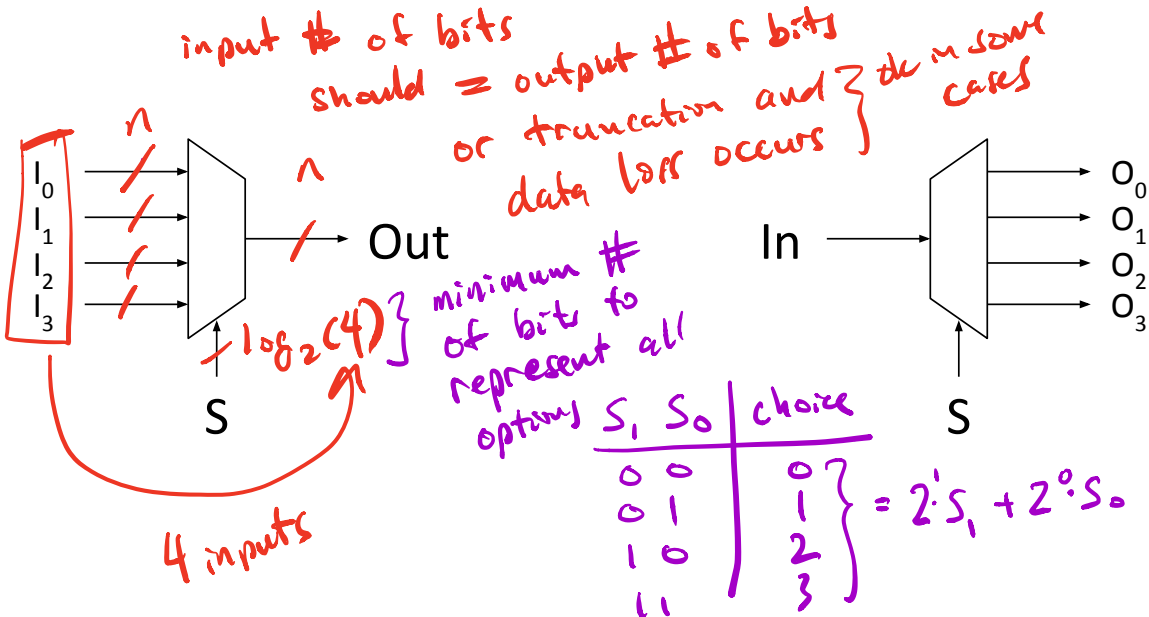 input # of bits
should = output # of bits
or truncation and } ok in some
data loss occurs cases
n
n
I0
I1
I2
I3
Out
log2(4) } minimum #
of bits to
represent all
options
S
4 inputs
In
O0
O1
O2
O3
S
S1 S0 | choice
0 0 | 0
0 1 | 1
1 0 | 2
1 1 | 3
} = 2^1·S1 + 2^0·S0